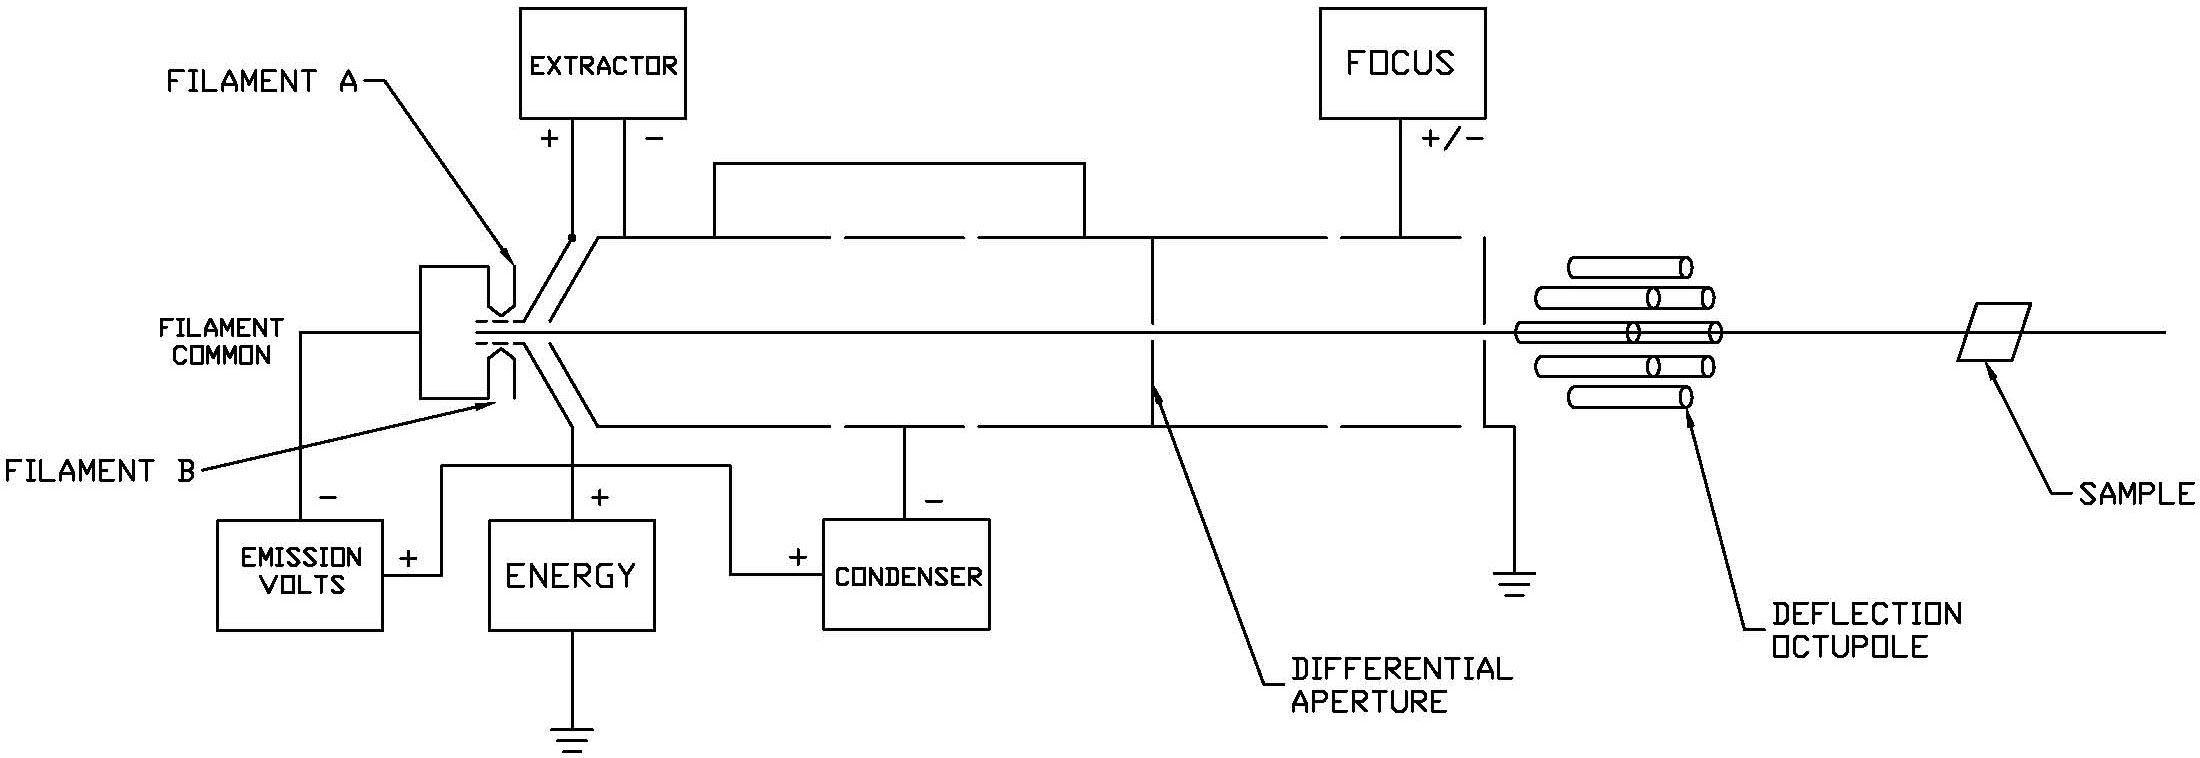 EXTRACTOR
FOCUS
FILAMENT A
+
-
+/-
FILAMENT
COMMON
FILAMENT B
-
+
-
SAMPLE
EMISSION
VOLTS
+
ENERGY
+
CONDENSER
DEFLECTION
OCTUPOLE
DIFFERENTIAL
APERTURE